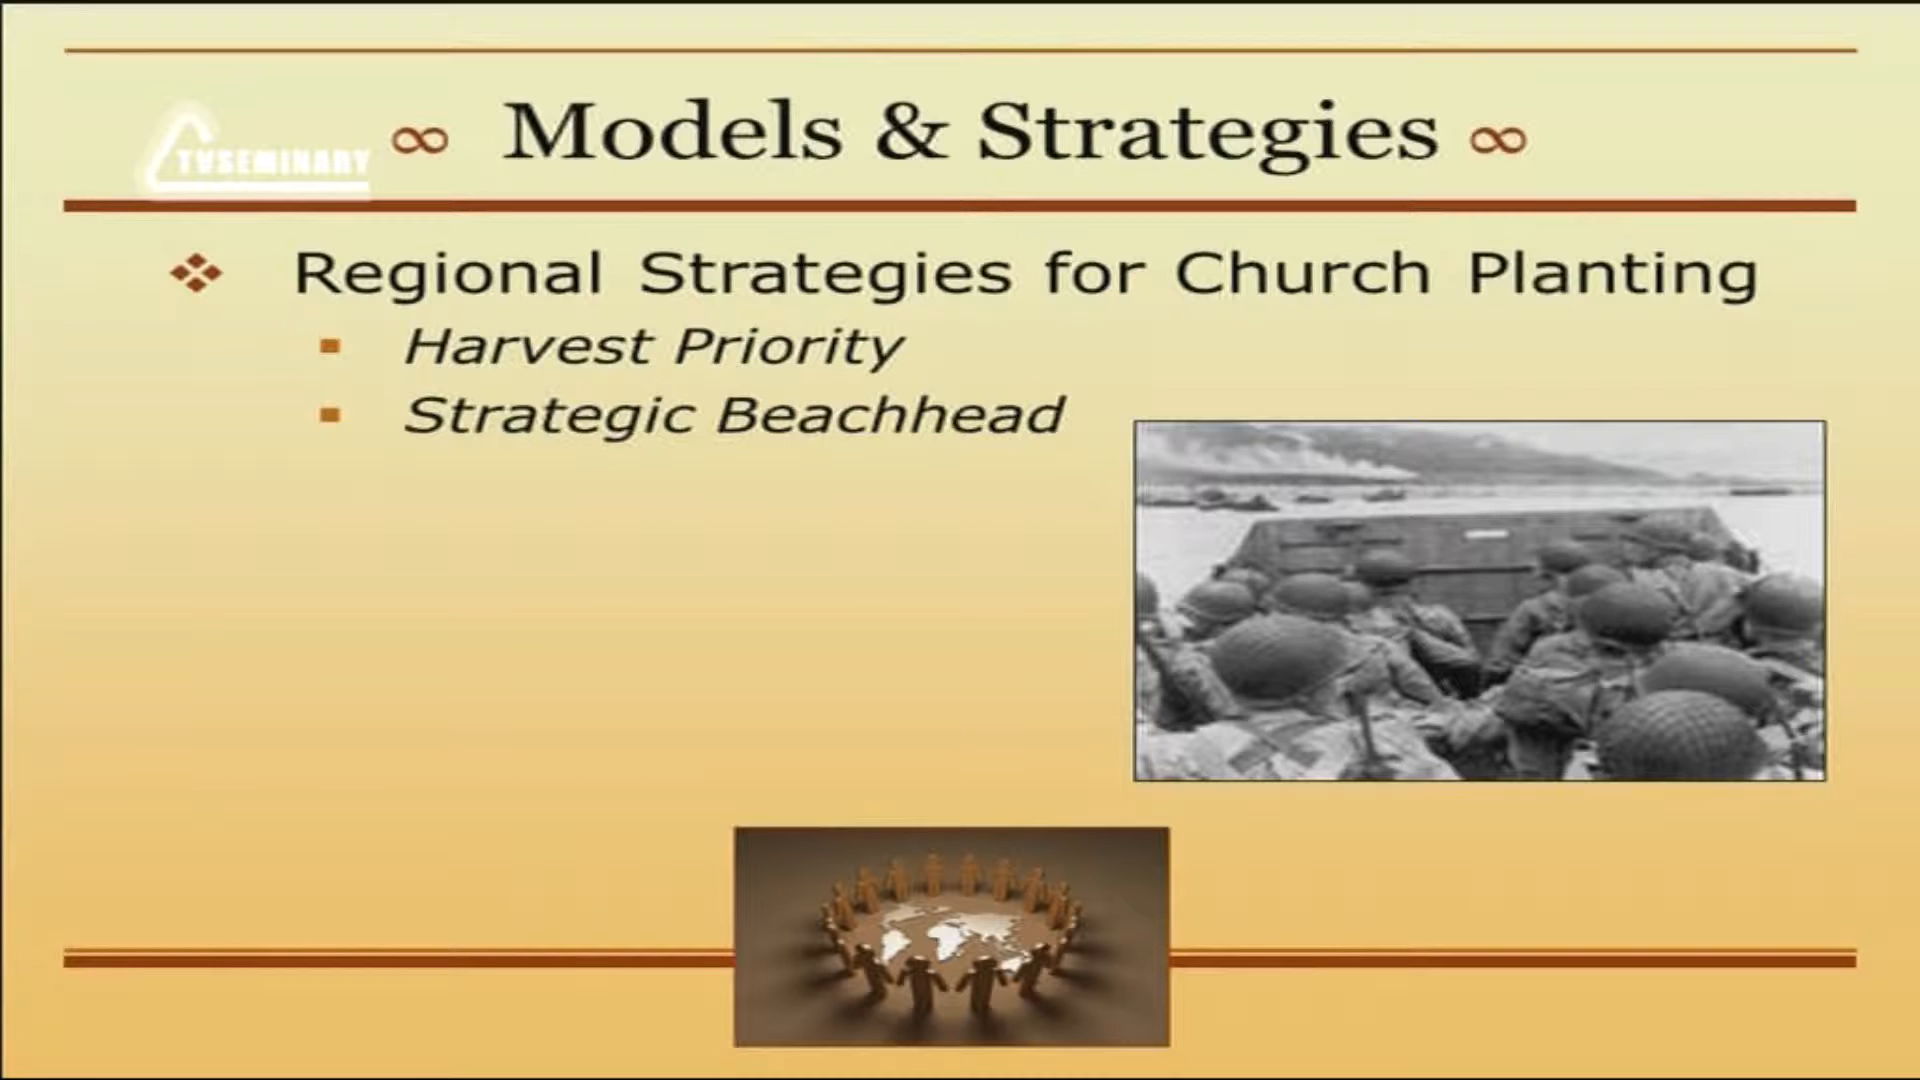 TVSEMINARY
∞ Models & Strategies ∞
❖ Regional Strategies for Church Planting
▪ Harvest Priority
▪ Strategic Beachhead